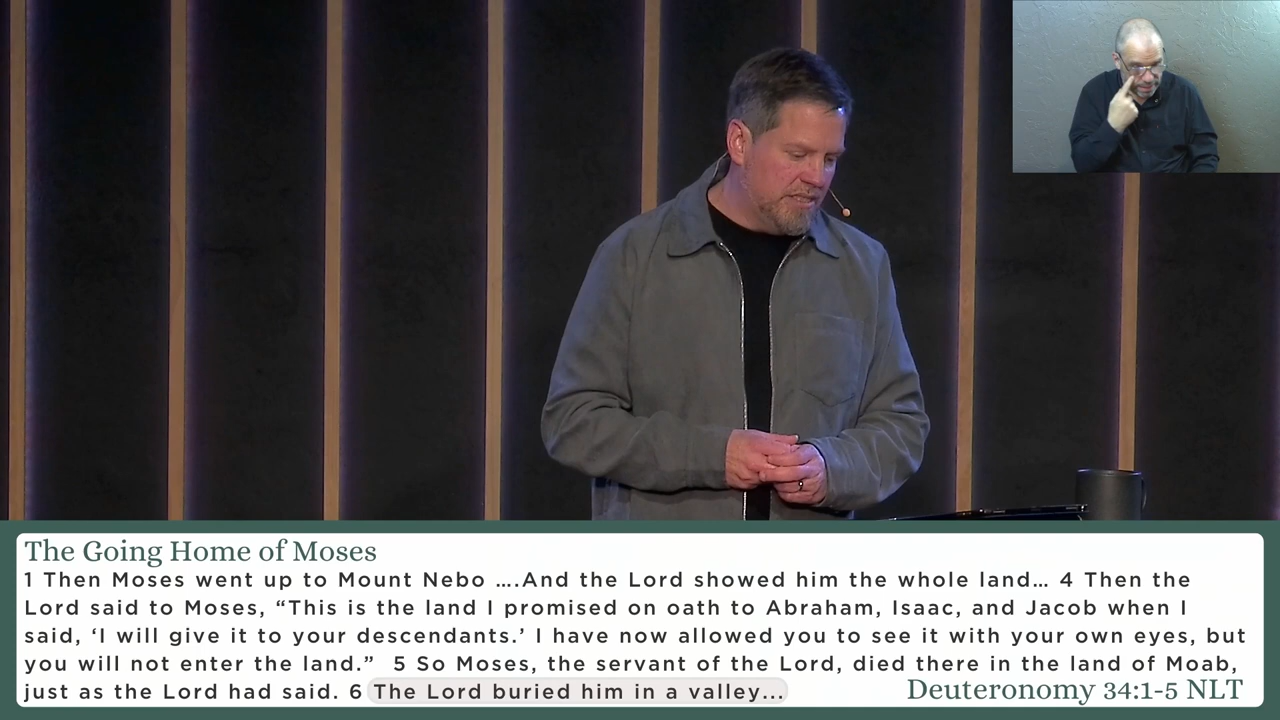 The Going Home of Moses
1 Then Moses went up to Mount Nebo ….And the Lord showed him the whole land… 4 Then the
Lord said to Moses, “This is the land I promised on oath to Abraham, Isaac, and Jacob when I
said, ‘I will give it to your descendants.’ I have now allowed you to see it with your own eyes, but
you will not enter the land.”  5 So Moses, the servant of the Lord, died there in the land of Moab,
just as the Lord had said. 6 The Lord buried him in a valley...
Deuteronomy 34:1-5 NLT